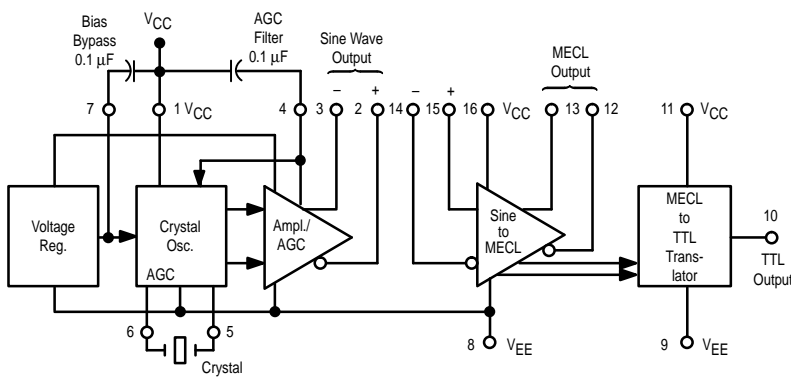 Bias
Bypass
0.1 µF
VCC
AGC
Filter
0.1 µF
Sine Wave
Output
MECL
Output
7
1 VCC
4
3
–
2
+
14
–
15
+
16
VCC
13
12
11
VCC
Voltage
Reg.
Crystal
Osc.
AGC
Ampl./
AGC
Sine
to
MECL
MECL
to
TTL
Trans-
lator
10
TTL
Output
6
5
Crystal
8
VEE
9
VEE